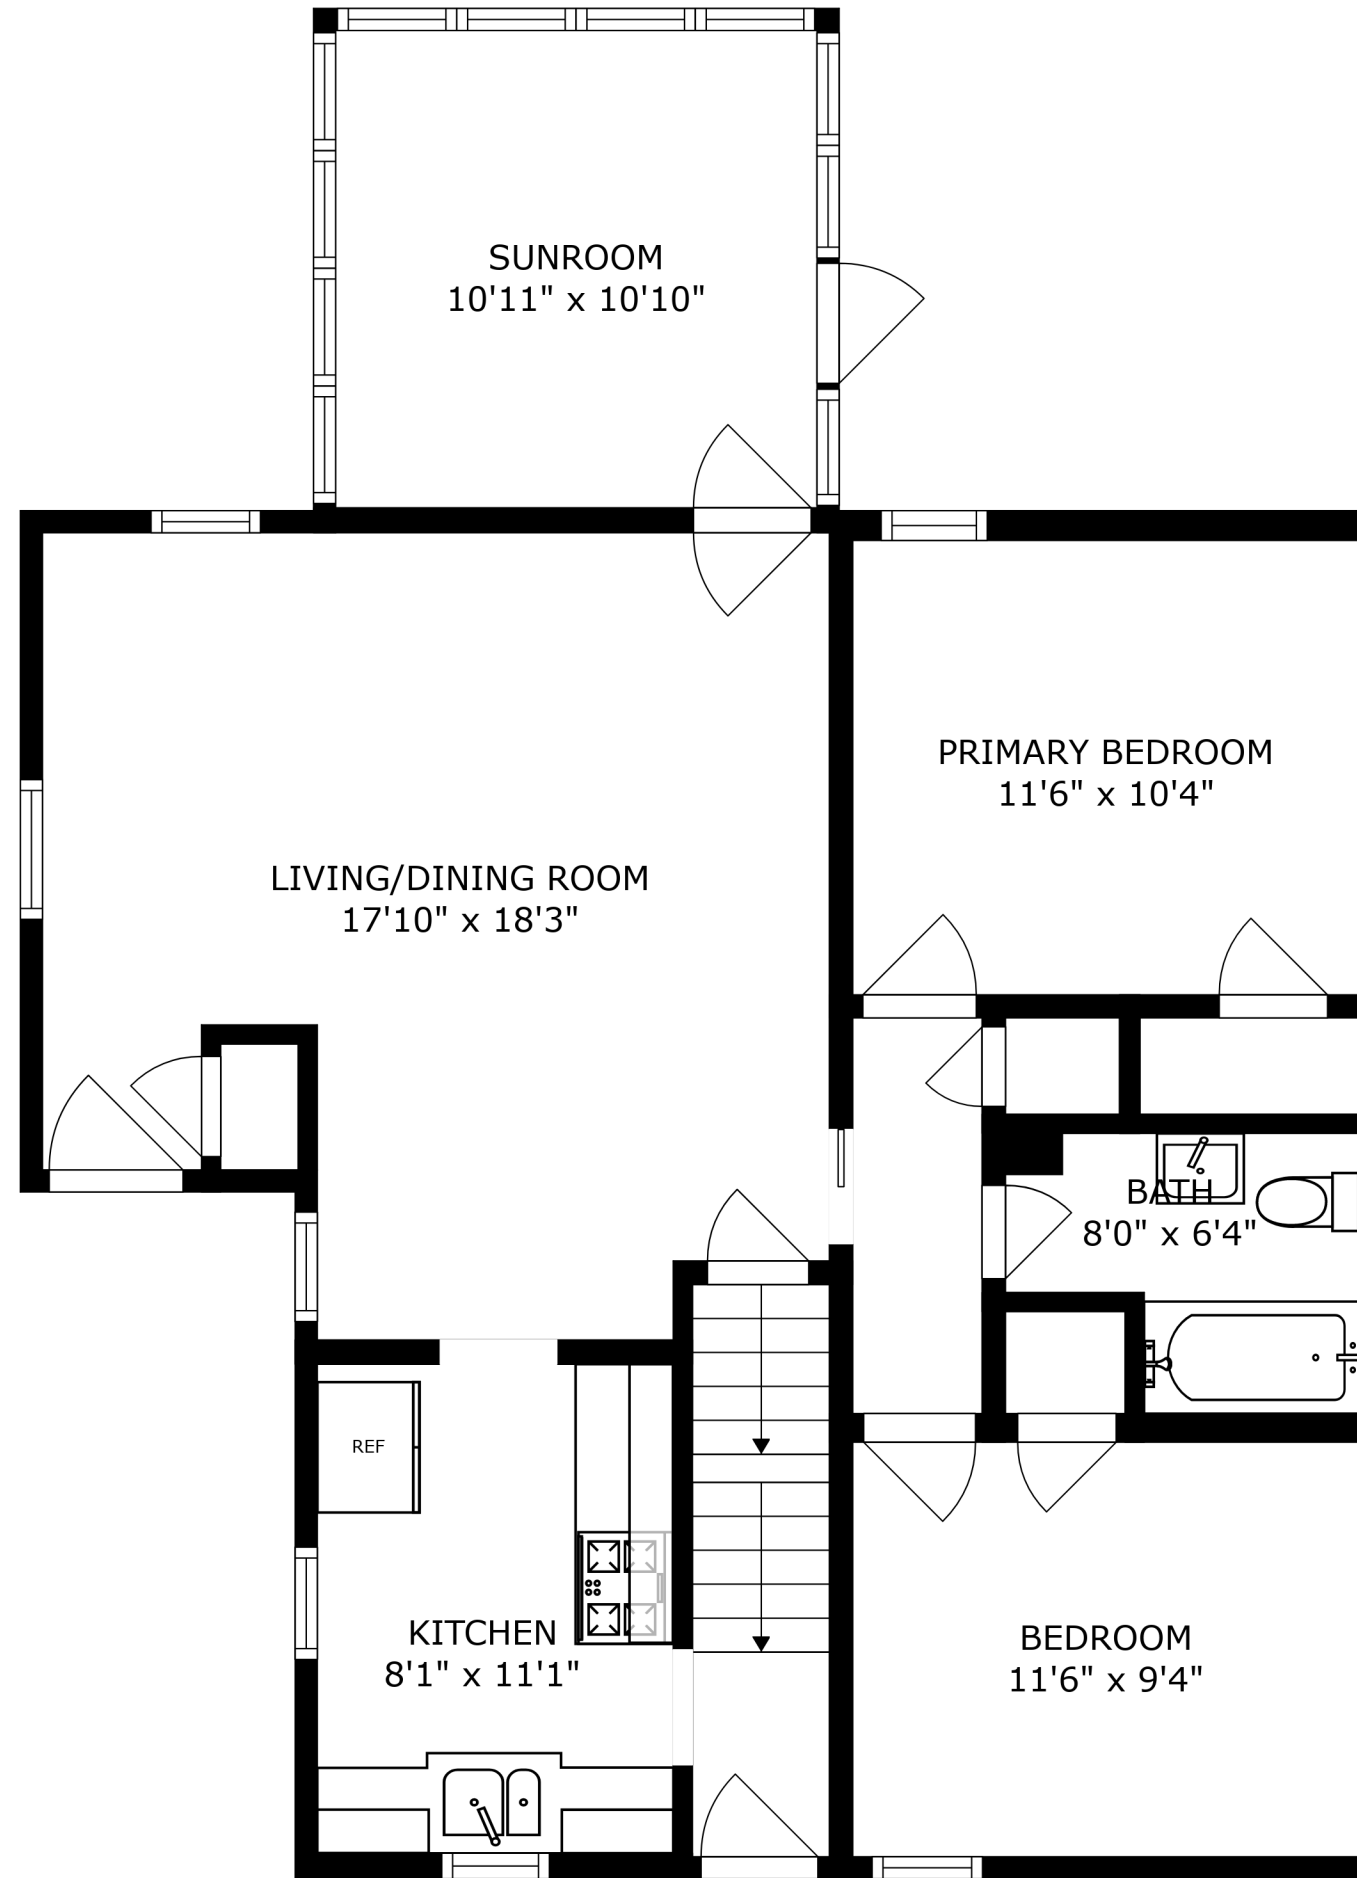 SUNROOM
10'11" x 10'10"
PRIMARY BEDROOM
11'6" x 10'4"
LIVING/DINING ROOM
17'10" x 18'3"
BATH
8'0" x 6'4"
REF
KITCHEN
8'1" x 11'1"
BEDROOM
11'6" x 9'4"